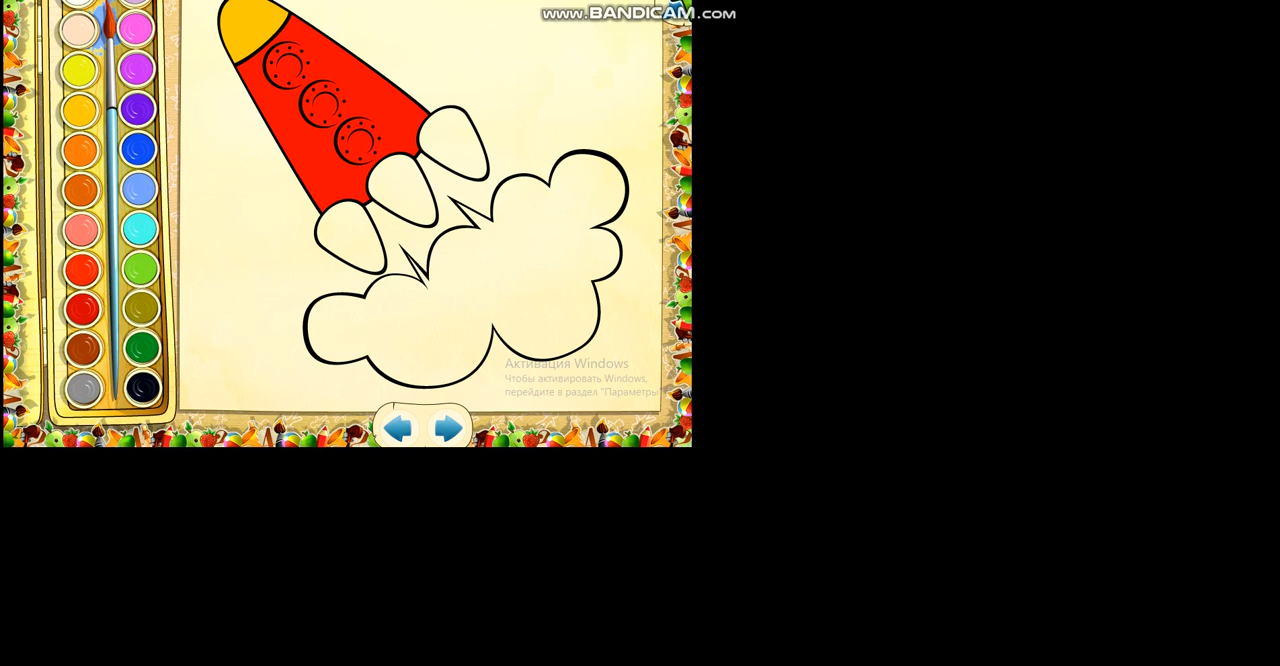 www.BANDICAM.com
Активация Windows
Чтобы активировать Windows,
перейдите в раздел "Параметры"